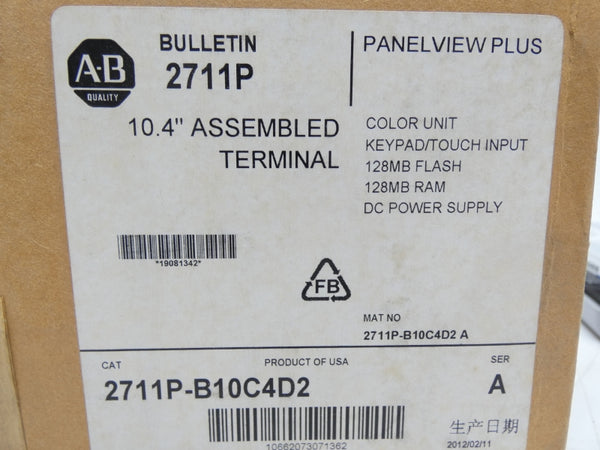 A-B
QUALITY
BULLETIN
2711P
PANELVIEW PLUS
10.4" ASSEMBLED
TERMINAL
COLOR UNIT
KEYPAD/TOUCH INPUT
128MB FLASH
128MB RAM
DC POWER SUPPLY
*19081342*
FB
MAT NO
2711P-B10C4D2 A
CAT
PRODUCT OF USA
SER
2711P-B10C4D2
A
10662073071362
生产日期
2012/02/11